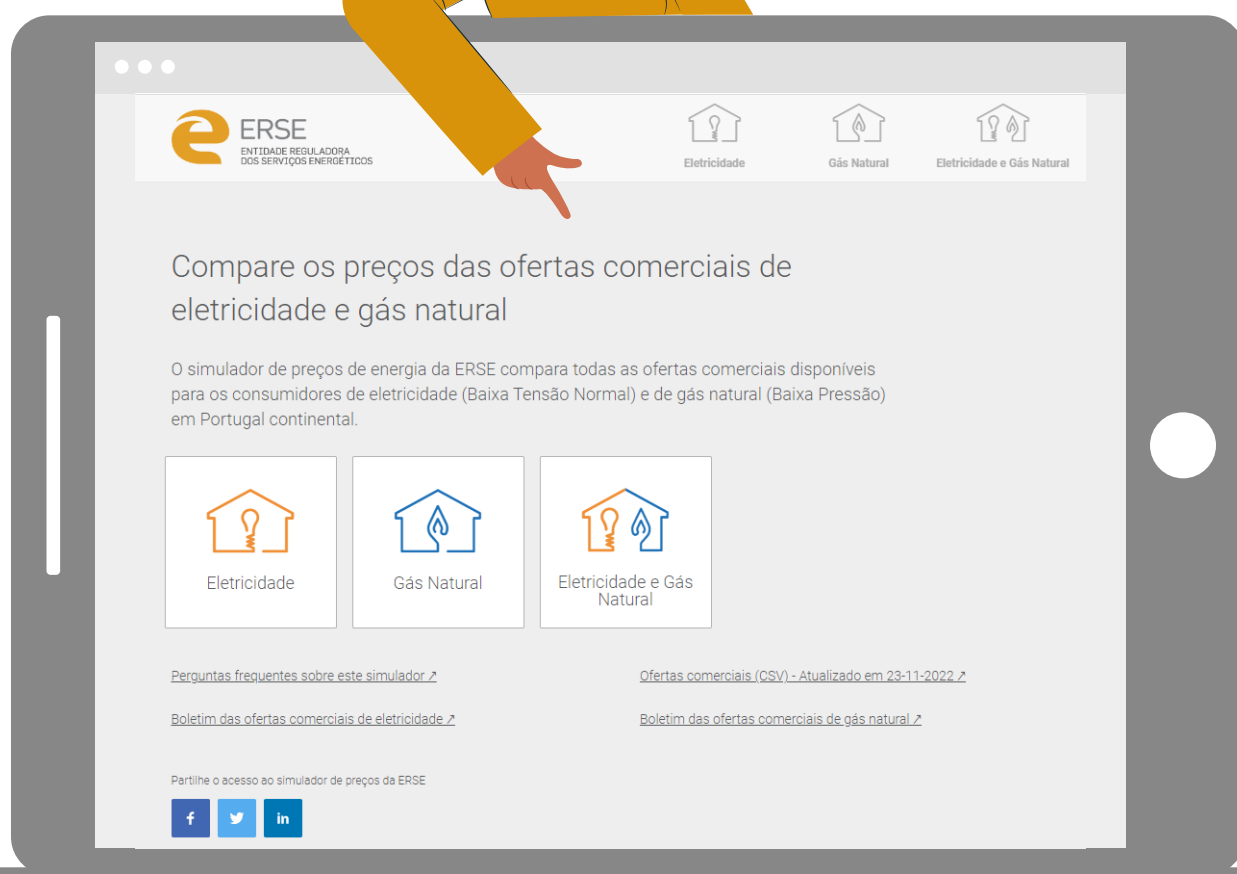 ERSE
ENTIDADE REGULADORA
DOS SERVIÇOS ENERGÉTICOS
Eletricidade
Gás Natural
Eletricidade e Gás Natural
Compare os preços das ofertas comerciais de
eletricidade e gás natural
O simulador de preços de energia da ERSE compara todas as ofertas comerciais disponíveis
para os consumidores de eletricidade (Baixa Tensão Normal) e de gás natural (Baixa Pressão)
em Portugal continental.
Eletricidade
Gás Natural
Eletricidade e Gás
Natural
Perguntas frequentes sobre este simulador ↗
Ofertas comerciais (CSV) - Atualizado em 23-11-2022 ↗
Boletim das ofertas comerciais de eletricidade ↗
Boletim das ofertas comerciais de gás natural ↗
Partilhe o acesso ao simulador de preços da ERSE
f
in